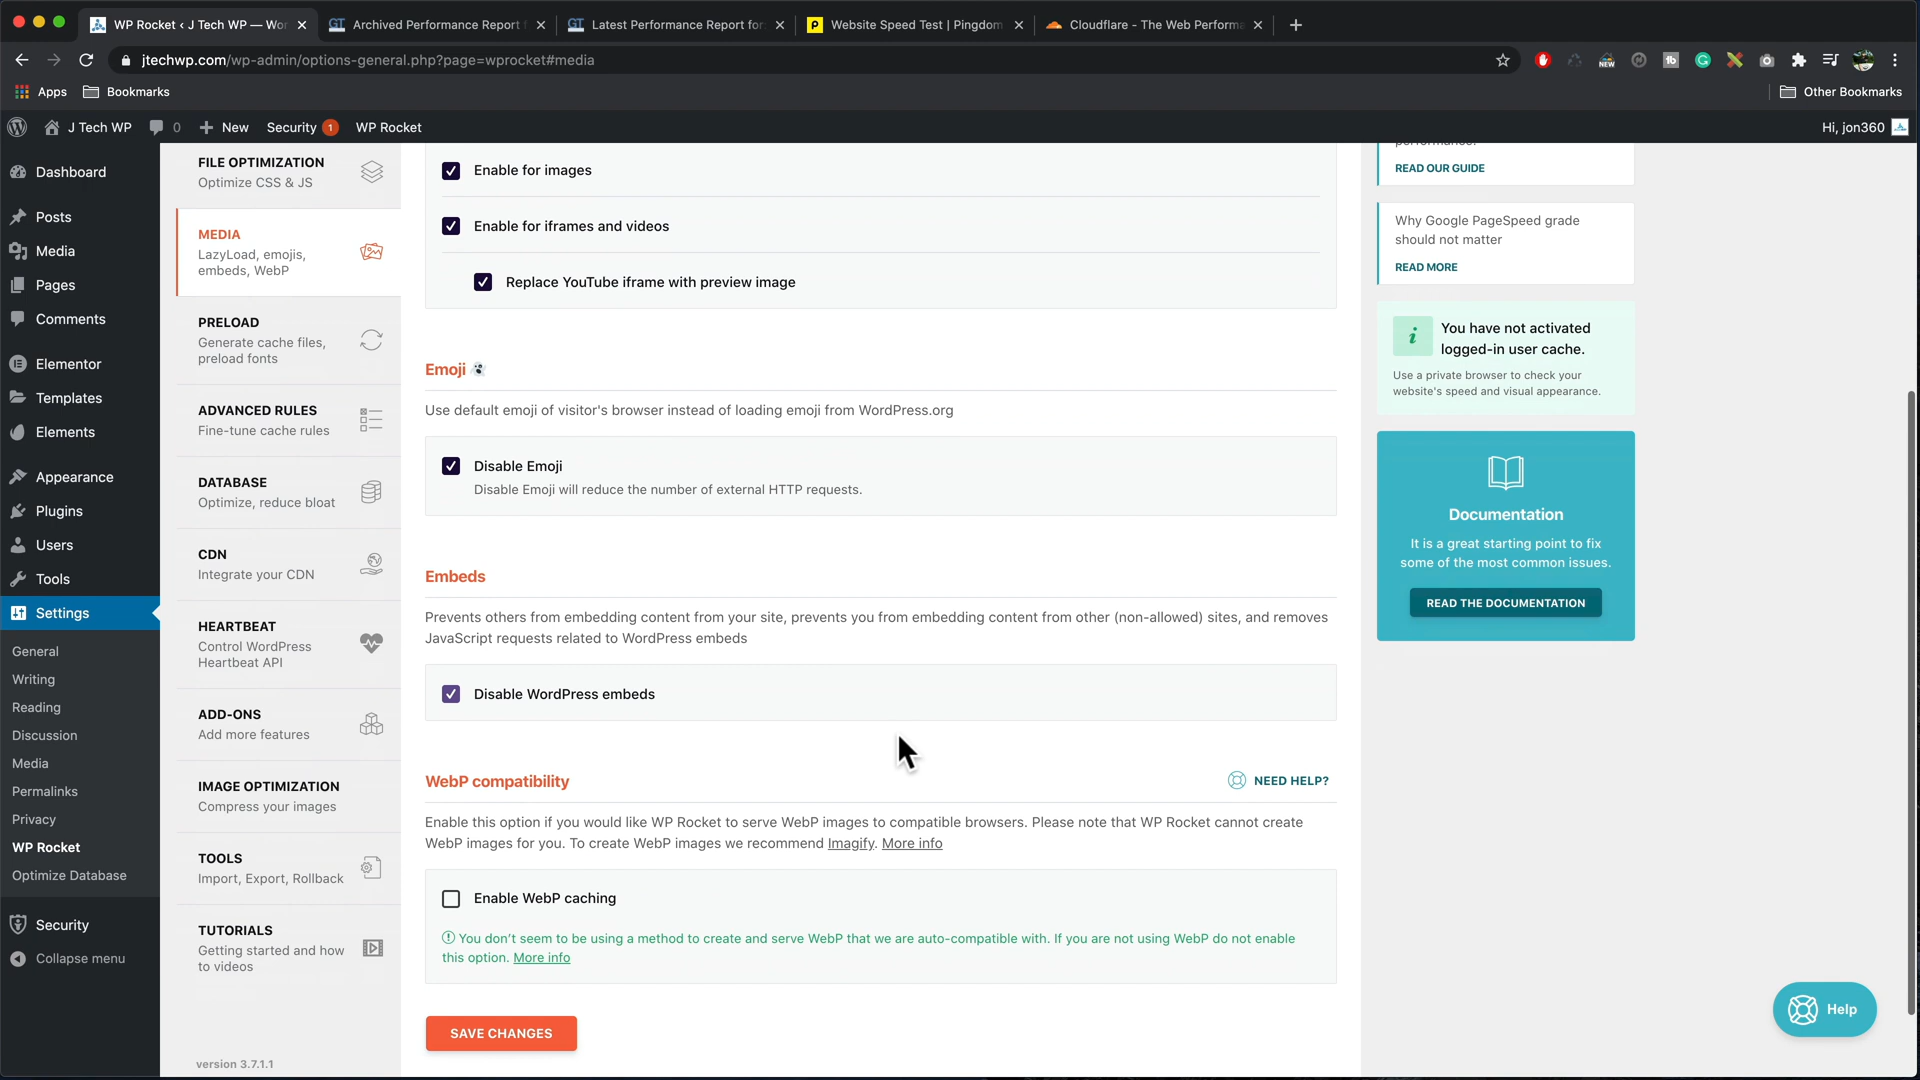 WP Rocket ‹ J Tech WP — Wor
Archived Performance Report f
Latest Performance Report for
Website Speed Test | Pingdom
Cloudflare - The Web Performa
jtechwp.com/wp-admin/options-general.php?page=wprocket#media
Apps
Bookmarks
Other Bookmarks
J Tech WP
0
New
Security 1
WP Rocket
Hi, jon360
Dashboard
Posts
Media
Pages
Comments
Elementor
Templates
Elements
Appearance
Plugins
Users
Tools
Settings
General
Writing
Reading
Discussion
Media
Permalinks
Privacy
WP Rocket
Optimize Database
Security
Collapse menu
FILE OPTIMIZATION
Optimize CSS & JS
MEDIA
LazyLoad, emojis,
embeds, WebP
PRELOAD
Generate cache files,
preload fonts
ADVANCED RULES
Fine-tune cache rules
DATABASE
Optimize, reduce bloat
CDN
Integrate your CDN
HEARTBEAT
Control WordPress
Heartbeat API
ADD-ONS
Add more features
IMAGE OPTIMIZATION
Compress your images
TOOLS
Import, Export, Rollback
TUTORIALS
Getting started and how
to videos
version 3.7.1.1
Enable for images
Enable for iframes and videos
Replace YouTube iframe with preview image
Emoji
Use default emoji of visitor's browser instead of loading emoji from WordPress.org
Disable Emoji
Disable Emoji will reduce the number of external HTTP requests.
Embeds
Prevents others from embedding content from your site, prevents you from embedding content from other (non-allowed) sites, and removes
JavaScript requests related to WordPress embeds
Disable WordPress embeds
WebP compatibility
NEED HELP?
Enable this option if you would like WP Rocket to serve WebP images to compatible browsers. Please note that WP Rocket cannot create
WebP images for you. To create WebP images we recommend Imagify. More info
Enable WebP caching
You don't seem to be using a method to create and serve WebP that we are auto-compatible with. If you are not using WebP do not enable
this option. More info
SAVE CHANGES
performance.
READ OUR GUIDE
Why Google PageSpeed grade
should not matter
READ MORE
You have not activated
logged-in user cache.
Use a private browser to check your
website's speed and visual appearance.
Documentation
It is a great starting point to fix
some of the most common issues.
READ THE DOCUMENTATION
Help